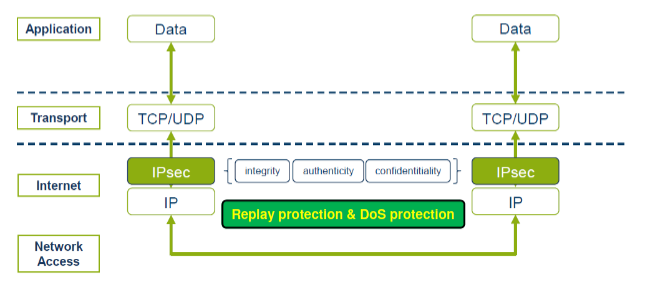 Application
Data
Data
Transport
TCP/UDP
TCP/UDP
Internet
IPsec
integrity
authenticity
confidentitiality
IPsec
IP
IP
Replay protection & DoS protection
Network
Access